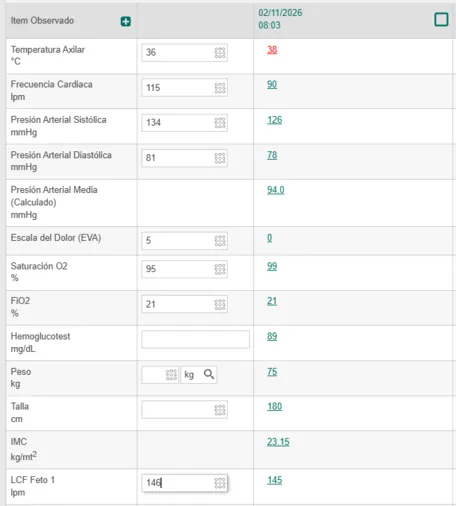 Item Observado
02/11/2026
08:03
Temperatura Axilar
°C
36
38
Frecuencia Cardiaca
lpm
115
90
Presión Arterial Sistólica
mmHg
134
126
Presión Arterial Diastólica
mmHg
81
78
Presión Arterial Media
(Calculado)
mmHg
94.0
Escala del Dolor (EVA)
5
0
Saturación O2
%
95
99
FIO2
%
21
21
Hemoglucotest
mg/dL
89
Peso
kg
kg
75
Talla
cm
180
IMC
kg/mt2
23.15
LCF Feto 1
lpm
146
145